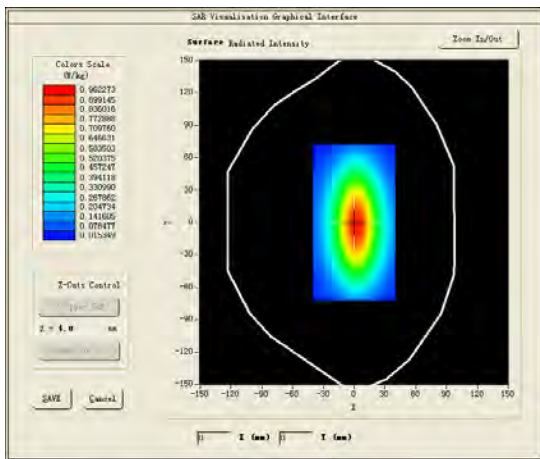 SAR Visualisation Graphical Interface
Surface Radiated Intensity
Zoom In/Out
Colors Scale
(W/kg)
0.962273
0.899145
0.836016
0.772888
0.709760
0.646631
0.583503
0.520375
0.457247
0.394118
0.330990
0.267862
0.204734
0.141605
0.078477
0.015349
150
120
90
60
30
0
-30
-60
-90
-120
-150
Y
-150 -120 -90 -60 -30 0 30 60 90 120 150
X
Z-Cuts Control
Z = 4.0 mm
SAVE Cancel
0 X (mm) 0 Y (mm)